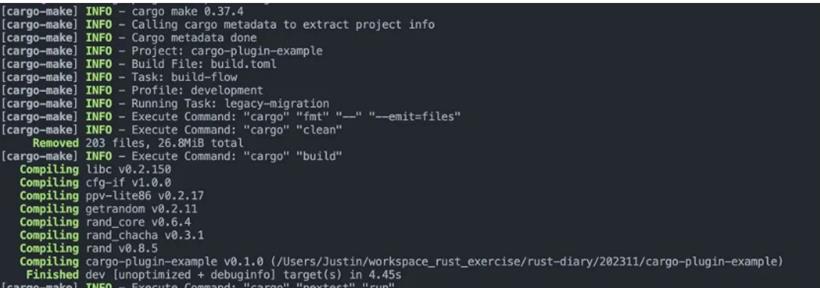 [cargo-make] INFO - cargo make 0.37.4
[cargo-make] INFO - Calling cargo metadata to extract project info
[cargo-make] INFO - Cargo metadata done
[cargo-make] INFO - Project: cargo-plugin-example
[cargo-make] INFO - Build File: build.toml
[cargo-make] INFO - Task: build-flow
[cargo-make] INFO - Profile: development
[cargo-make] INFO - Running Task: legacy-migration
[cargo-make] INFO - Execute Command: "cargo" "fmt" "--" "--emit=files"
[cargo-make] INFO - Execute Command: "cargo" "clean"
Removed 203 files, 26.8MiB total
[cargo-make] INFO - Execute Command: "cargo" "build"
Compiling libc v0.2.150
Compiling cfg-if v1.0.0
Compiling ppv-lite86 v0.2.17
Compiling getrandom v0.2.11
Compiling rand_core v0.6.4
Compiling rand_chacha v0.3.1
Compiling rand v0.8.5
Compiling cargo-plugin-example v0.1.0 (/Users/Justin/workspace_rust_exercise/rust-diary/202311/cargo-plugin-example)
Finished dev [unoptimized + debuginfo] target(s) in 4.45s
[cargo-make] INFO - Execute Command: "cargo" "nextest" "run"